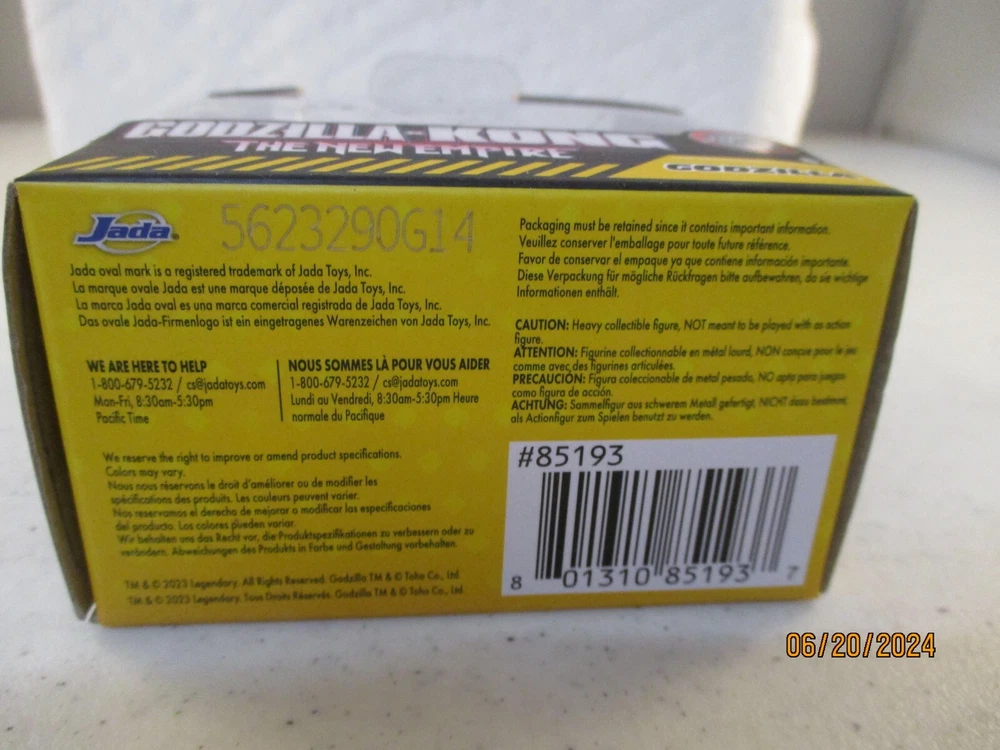 GODZILLA-KONG
THE NEW EMPIRE
GODZILLA
Jada
5623290G14
Jada oval mark is a registered trademark of Jada Toys, Inc.
La marque ovale Jada est une marque déposée de Jada Toys, Inc.
La marca Jada oval es una marca comercial registrada de Jada Toys, Inc.
Das ovale Jada-Firmenlogo ist ein eingetragenes Warenzeichen von Jada Toys, Inc.
WE ARE HERE TO HELP
1-800-679-5232 / cs@jadatoys.com
Mon-Fri, 8:30am-5:30pm
Pacific Time
NOUS SOMMES LÀ POUR VOUS AIDER
1-800-679-5232 / cs@jadatoys.com
Lundi au Vendredi, 8:30am-5:30pm Heure
normale du Pacifique
We reserve the right to improve or amend product specifications.
Colors may vary.
Nous nous réservons le droit d'améliorer ou de modifier les
spécifications des produits. Les couleurs peuvent varier.
Nos reservamos el derecho de mejorar o modificar las especificaciones
del producto. Los colores pueden variar.
Wir behalten uns das Recht vor, die Produktspezifikationen zu verbessern oder zu
verändern. Abweichungen des Produkts in Farbe und Gestaltung vorbehalten.
TM & © 2023 Legendary. All Rights Reserved. Godzilla TM & © Toho Co., Ltd.
TM & © 2023 Legendary. Tous Droits Réservés. Godzilla TM & © Toho Co., Ltd.
Packaging must be retained since it contains important information.
Veuillez conserver l'emballage pour toute future référence.
Favor de conservar el empaque ya que contiene información importante.
Diese Verpackung für mögliche Rückfragen bitte aufbewahren, da sie wichtige
Informationen enthält.
CAUTION: Heavy collectible figure, NOT meant to be played with as action
figure.
ATTENTION: Figurine collectionnable en métal lourd, NON conçue pour le jeu
comme avec des figurines articulées.
PRECAUCIÓN: Figura coleccionable de metal pesado, NO apta para juegos
como figura de acción.
ACHTUNG: Sammelfigur aus schwerem Metall gefertigt, NICHT dazu bestimmt,
als Actionfigur zum Spielen benutzt zu werden.
#85193
8 01310 85193 7
06/20/2024